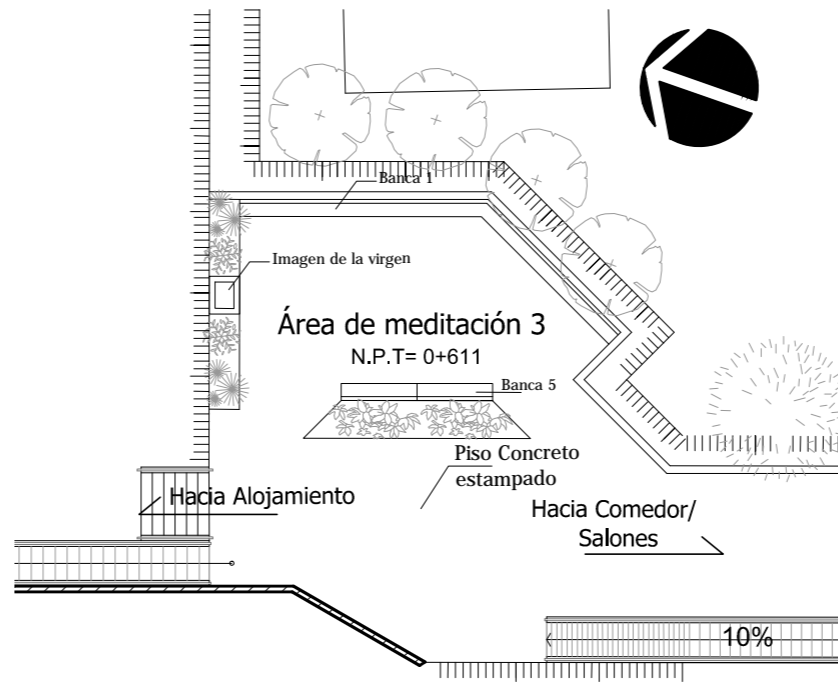 Banca 1
Imagen de la virgen
Área de meditación 3
N.P.T= 0+611
Banca 5
Piso Concreto
estampado
Hacia Alojamiento
Hacia Comedor/
Salones
10%